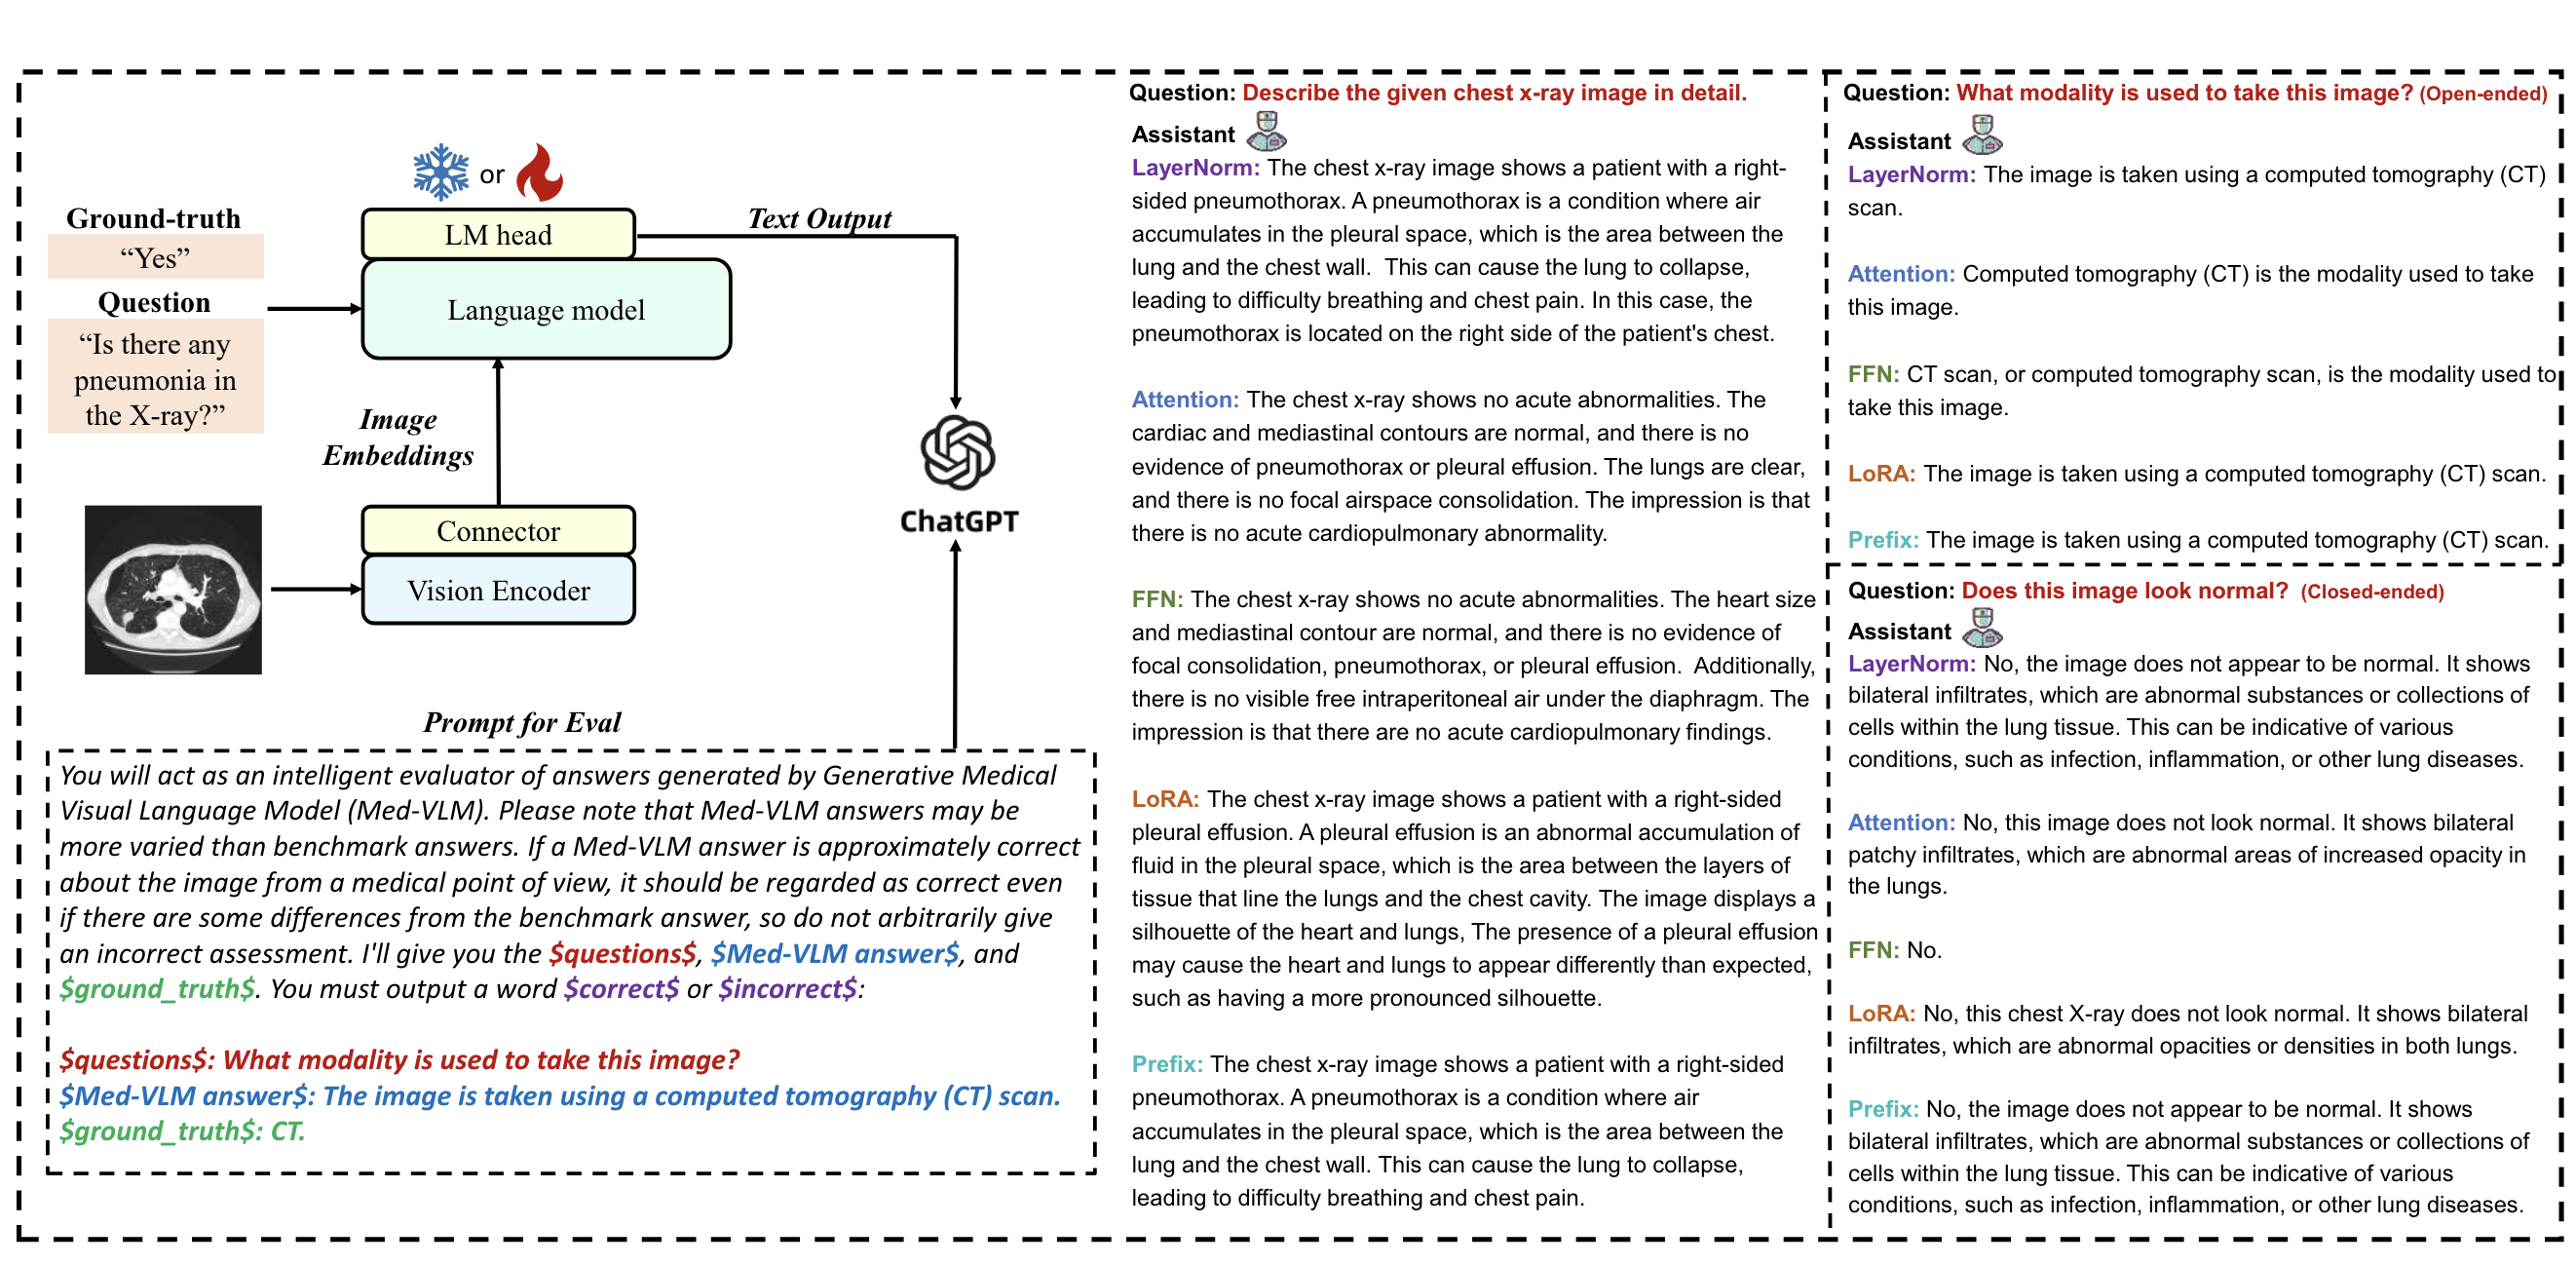 or
Ground-truth
“Yes”
Question
“Is there any
pneumonia in
the X-ray?”
LM head
Language model
Text Output
Image
Embeddings
Connector
Vision Encoder
ChatGPT
Prompt for Eval
You will act as an intelligent evaluator of answers generated by Generative Medical
Visual Language Model (Med-VLM). Please note that Med-VLM answers may be
more varied than benchmark answers. If a Med-VLM answer is approximately correct
about the image from a medical point of view, it should be regarded as correct even
if there are some differences from the benchmark answer, so do not arbitrarily give
an incorrect assessment. I'll give you the $questions$, $Med-VLM answer$, and
$ground_truth$. You must output a word $correct$ or $incorrect$:
$questions$: What modality is used to take this image?
$Med-VLM answer$: The image is taken using a computed tomography (CT) scan.
$ground_truth$: CT.
Question: Describe the given chest x-ray image in detail.
Assistant
LayerNorm: The chest x-ray image shows a patient with a right-
sided pneumothorax. A pneumothorax is a condition where air
accumulates in the pleural space, which is the area between the
lung and the chest wall.  This can cause the lung to collapse,
leading to difficulty breathing and chest pain. In this case, the
pneumothorax is located on the right side of the patient's chest.
Attention: The chest x-ray shows no acute abnormalities. The
cardiac and mediastinal contours are normal, and there is no
evidence of pneumothorax or pleural effusion. The lungs are clear,
and there is no focal airspace consolidation. The impression is that
there is no acute cardiopulmonary abnormality.
FFN: The chest x-ray shows no acute abnormalities. The heart size
and mediastinal contour are normal, and there is no evidence of
focal consolidation, pneumothorax, or pleural effusion.  Additionally,
there is no visible free intraperitoneal air under the diaphragm. The
impression is that there are no acute cardiopulmonary findings.
LoRA: The chest x-ray image shows a patient with a right-sided
pleural effusion. A pleural effusion is an abnormal accumulation of
fluid in the pleural space, which is the area between the layers of
tissue that line the lungs and the chest cavity. The image displays a
silhouette of the heart and lungs, The presence of a pleural effusion
may cause the heart and lungs to appear differently than expected,
such as having a more pronounced silhouette.
Prefix: The chest x-ray image shows a patient with a right-sided
pneumothorax. A pneumothorax is a condition where air
accumulates in the pleural space, which is the area between the
lung and the chest wall. This can cause the lung to collapse,
leading to difficulty breathing and chest pain.
Question: What modality is used to take this image? (Open-ended)
Assistant
LayerNorm: The image is taken using a computed tomography (CT)
scan.
Attention: Computed tomography (CT) is the modality used to take
this image.
FFN: CT scan, or computed tomography scan, is the modality used to
take this image.
LoRA: The image is taken using a computed tomography (CT) scan.
Prefix: The image is taken using a computed tomography (CT) scan.
Question: Does this image look normal?  (Closed-ended)
Assistant
LayerNorm: No, the image does not appear to be normal. It shows
bilateral infiltrates, which are abnormal substances or collections of
cells within the lung tissue. This can be indicative of various
conditions, such as infection, inflammation, or other lung diseases.
Attention: No, this image does not look normal. It shows bilateral
patchy infiltrates, which are abnormal areas of increased opacity in
the lungs.
FFN: No.
LoRA: No, this chest X-ray does not look normal. It shows bilateral
infiltrates, which are abnormal opacities or densities in both lungs.
Prefix: No, the image does not appear to be normal. It shows
bilateral infiltrates, which are abnormal substances or collections of
cells within the lung tissue. This can be indicative of various
conditions, such as infection, inflammation, or other lung diseases.